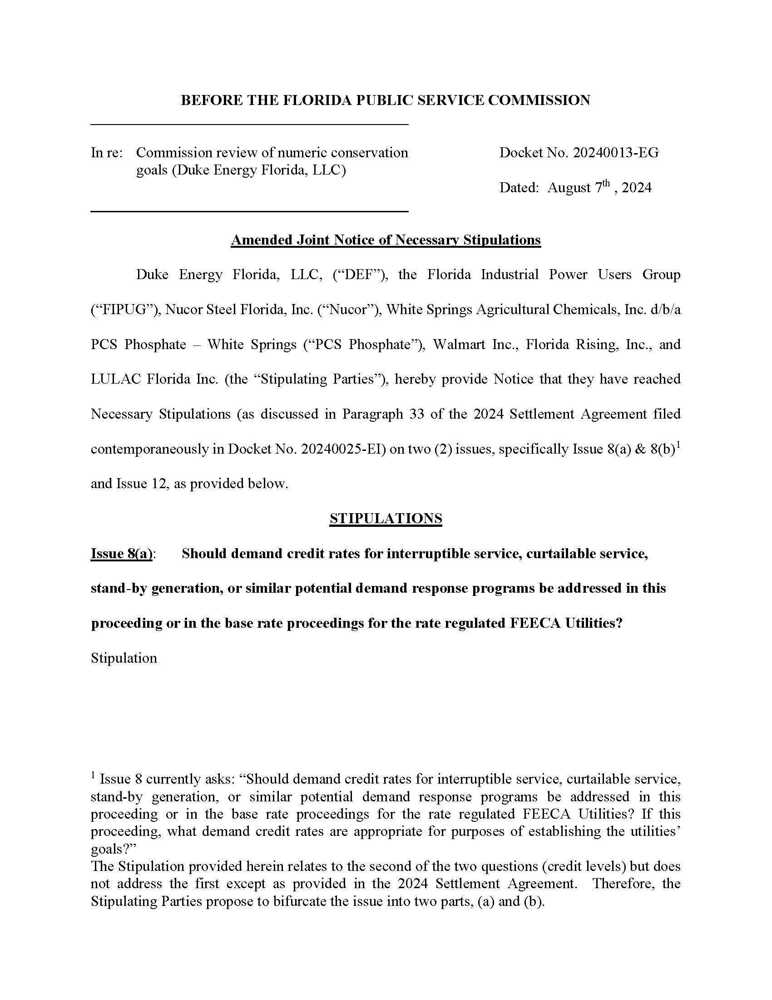 BEFORE THE FLORIDA PUBLIC SERVICE COMMISSION
In re: Commission review of numeric conservation
goals (Duke Energy Florida, LLC)
Docket No. 20240013-EG
Dated: August 7th , 2024
Amended Joint Notice of Necessary Stipulations
Duke Energy Florida, LLC, (“DEF”), the Florida Industrial Power Users Group
(“FIPUG”), Nucor Steel Florida, Inc. (“Nucor”), White Springs Agricultural Chemicals, Inc. d/b/a
PCS Phosphate – White Springs (“PCS Phosphate”), Walmart Inc., Florida Rising, Inc., and
LULAC Florida Inc. (the “Stipulating Parties”), hereby provide Notice that they have reached
Necessary Stipulations (as discussed in Paragraph 33 of the 2024 Settlement Agreement filed
contemporaneously in Docket No. 20240025-EI) on two (2) issues, specifically Issue 8(a) & 8(b)1
and Issue 12, as provided below.
STIPULATIONS
Issue 8(a): Should demand credit rates for interruptible service, curtailable service,
stand-by generation, or similar potential demand response programs be addressed in this
proceeding or in the base rate proceedings for the rate regulated FEECA Utilities?
Stipulation
1 Issue 8 currently asks: “Should demand credit rates for interruptible service, curtailable service,
stand-by generation, or similar potential demand response programs be addressed in this
proceeding or in the base rate proceedings for the rate regulated FEECA Utilities? If this
proceeding, what demand credit rates are appropriate for purposes of establishing the utilities’
goals?”
The Stipulation provided herein relates to the second of the two questions (credit levels) but does
not address the first except as provided in the 2024 Settlement Agreement. Therefore, the
Stipulating Parties propose to bifurcate the issue into two parts, (a) and (b).